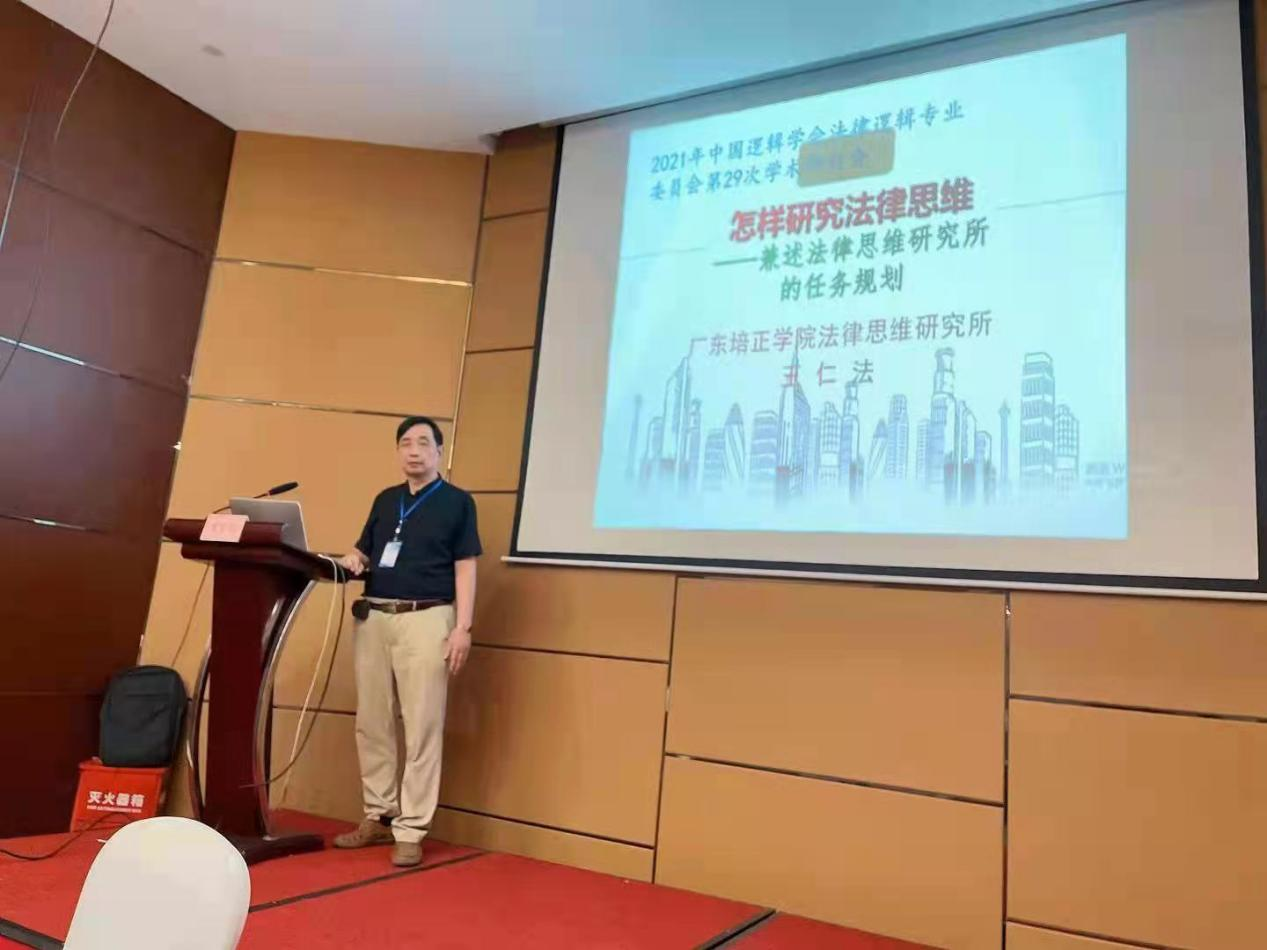 2021年中国逻辑学会法律逻辑专业
委员会第29次学术研讨会
怎样研究法律思维
——兼述法律思维研究所
的任务规划
广东培正学院法律思维研究所
王 仁 法
灭火器箱